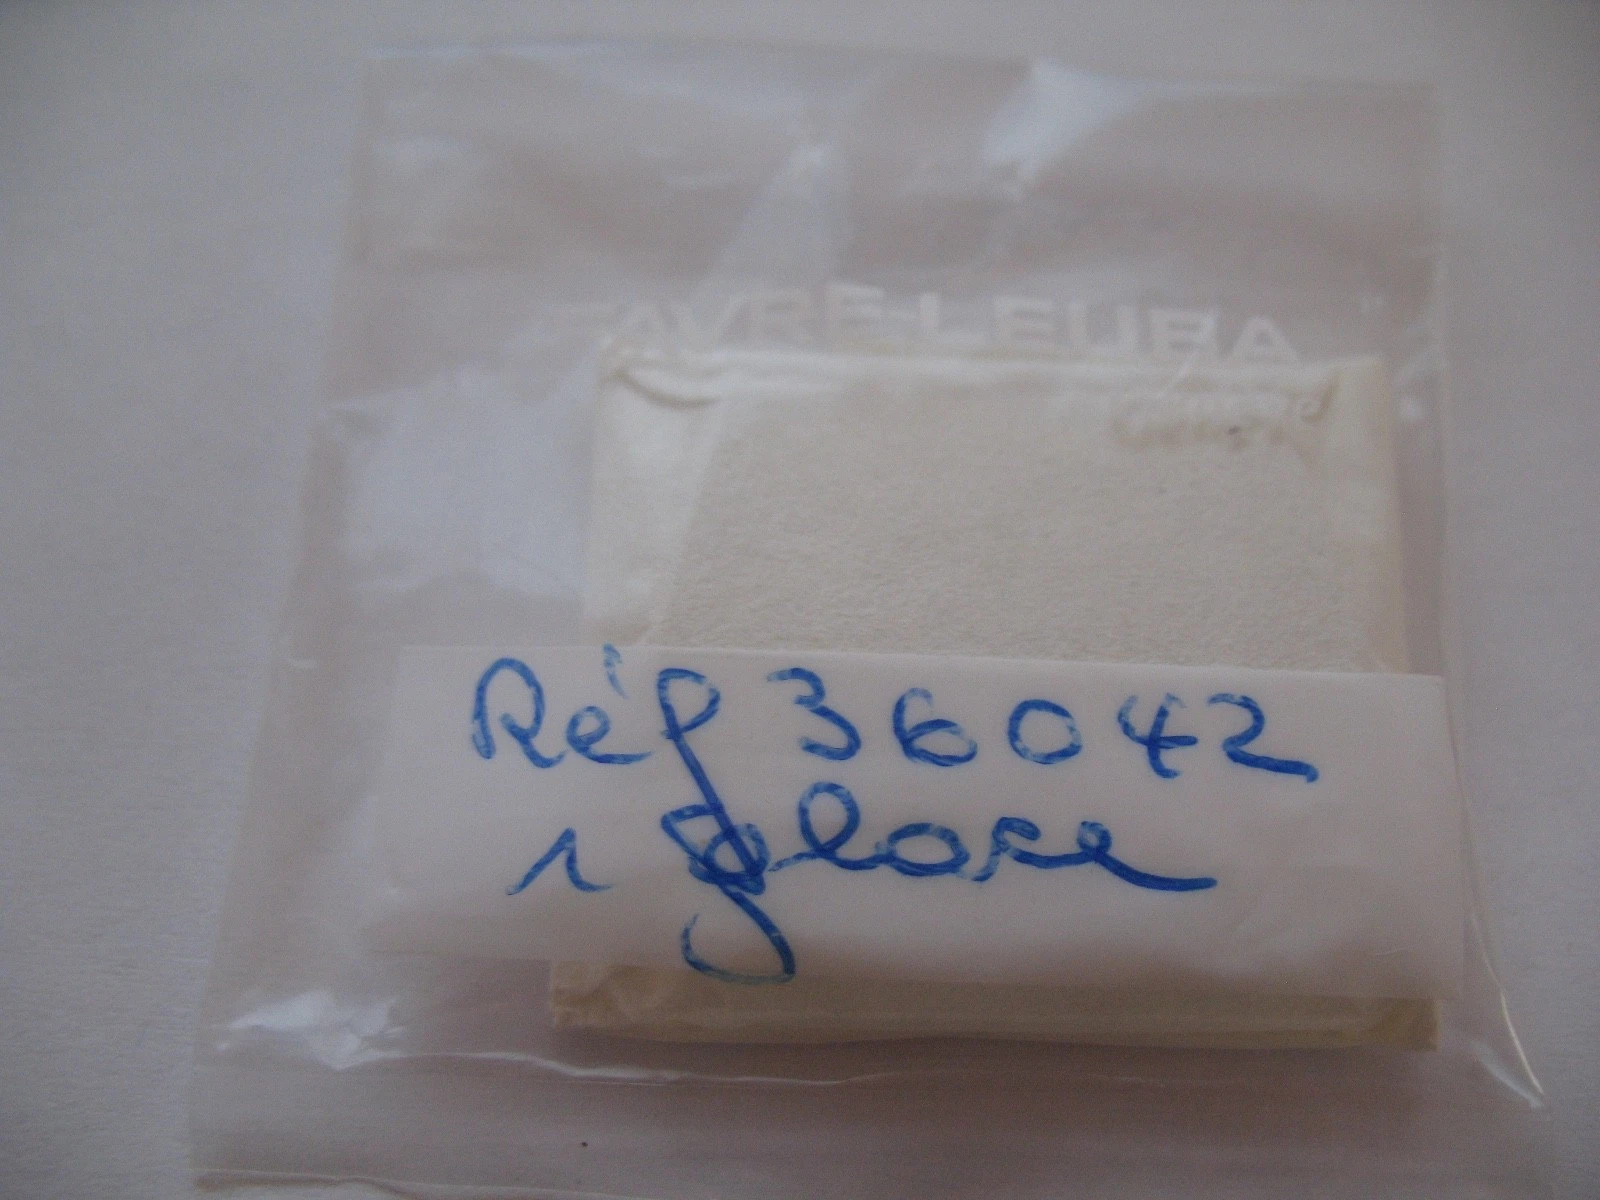 FAVRE-LEUBA
Réf 36042
1 glace